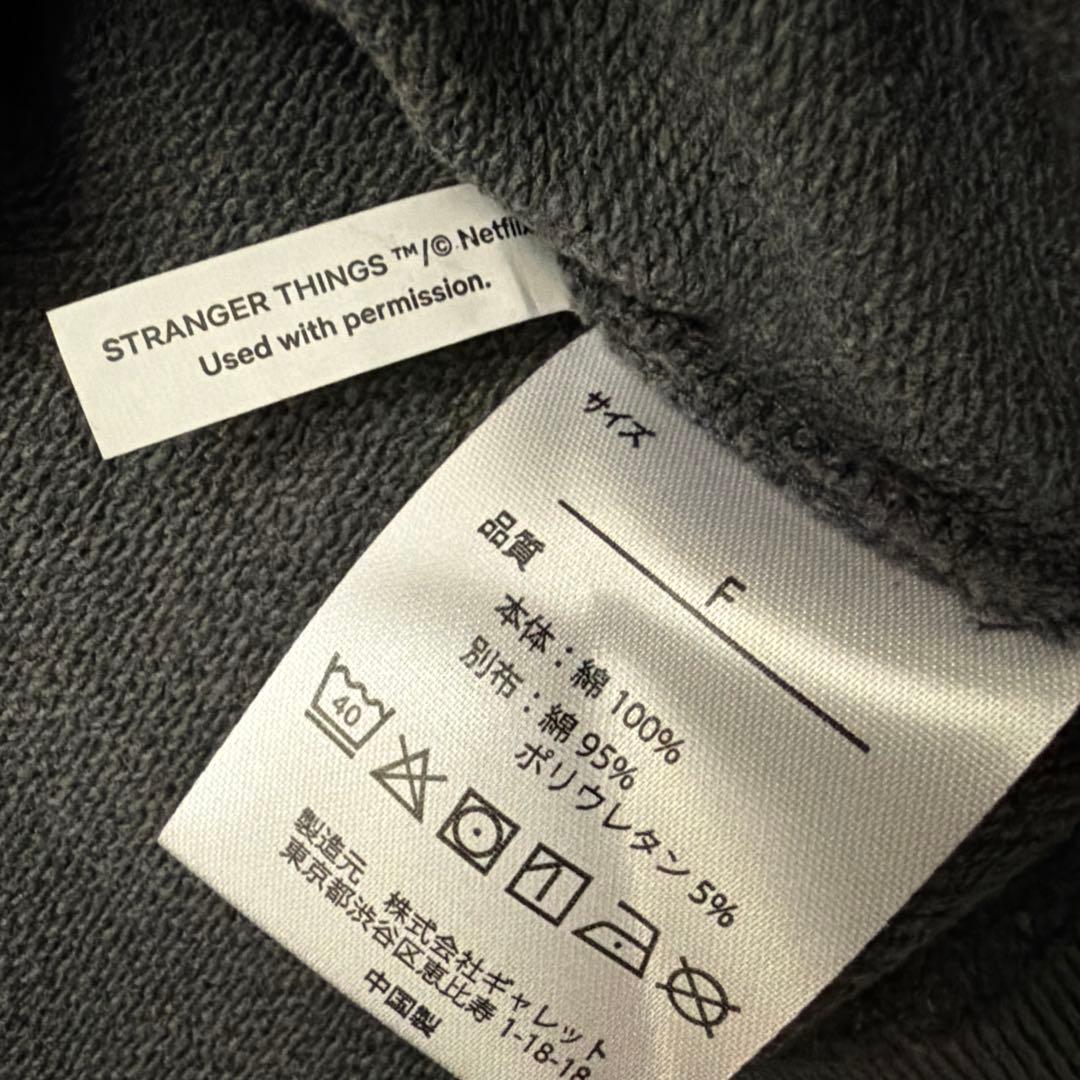 STRANGER THINGS ™/© Netflix
Used with permission.
サイズ
F
品質
本体：綿 100%
別布：綿 95%
ポリウレタン 5%
40
製造元 株式会社ギャレット
東京都渋谷区恵比寿 1-18-18
中国製